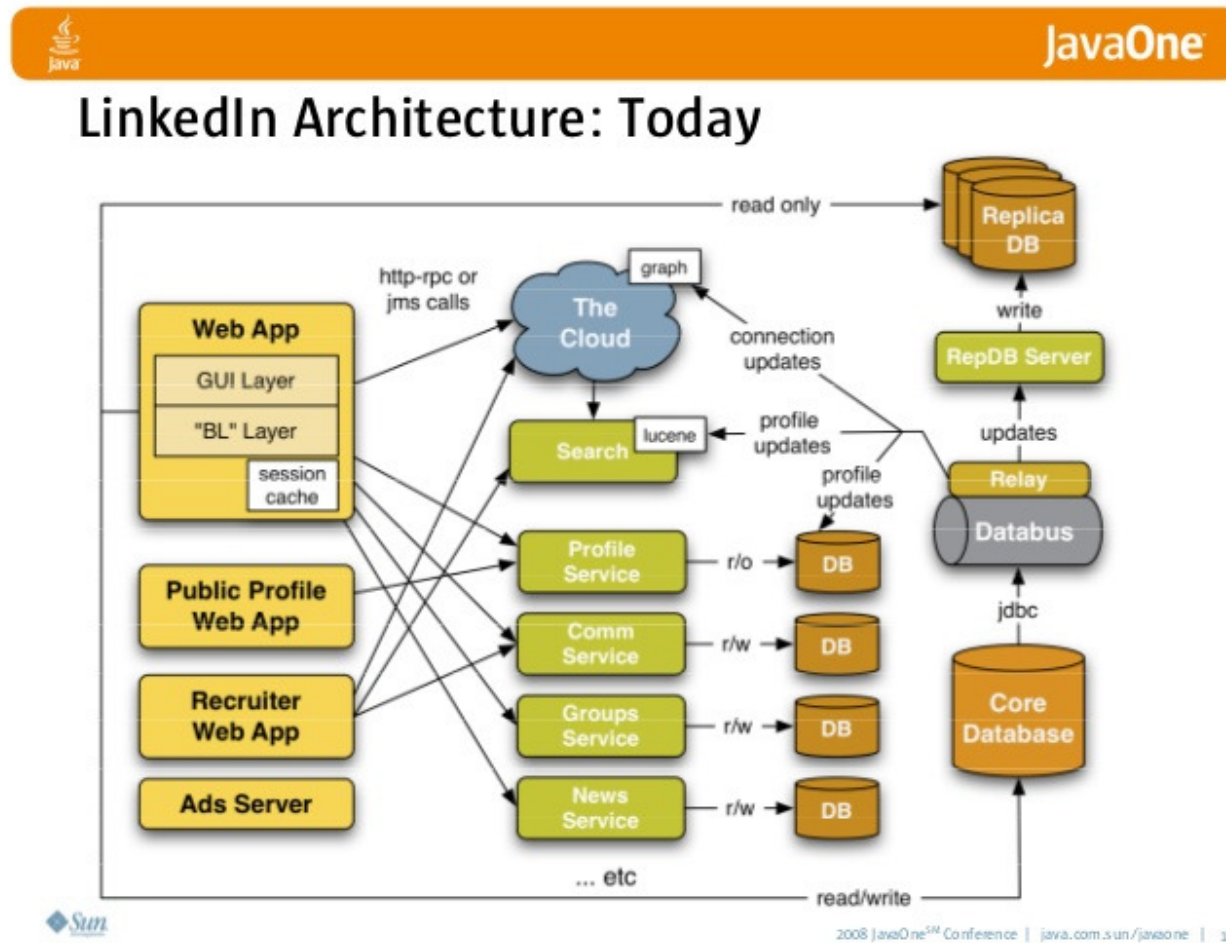 Java
JavaOne
LinkedIn Architecture: Today
read only
Replica
DB
http-rpc or
jms calls
graph
The
Cloud
write
connection
updates
RepDB Server
Web App
GUI Layer
"BL" Layer
session
cache
Search
lucene
profile
updates
updates
profile
updates
Relay
Databus
Profile
Service
r/o
DB
Public Profile
Web App
jdbc
Comm
Service
r/w
DB
Recruiter
Web App
Groups
Service
r/w
DB
Core
Database
Ads Server
News
Service
r/w
DB
... etc
read/write
Sun
2008 JavaOne℠ Conference | java.com.sun/javaone |